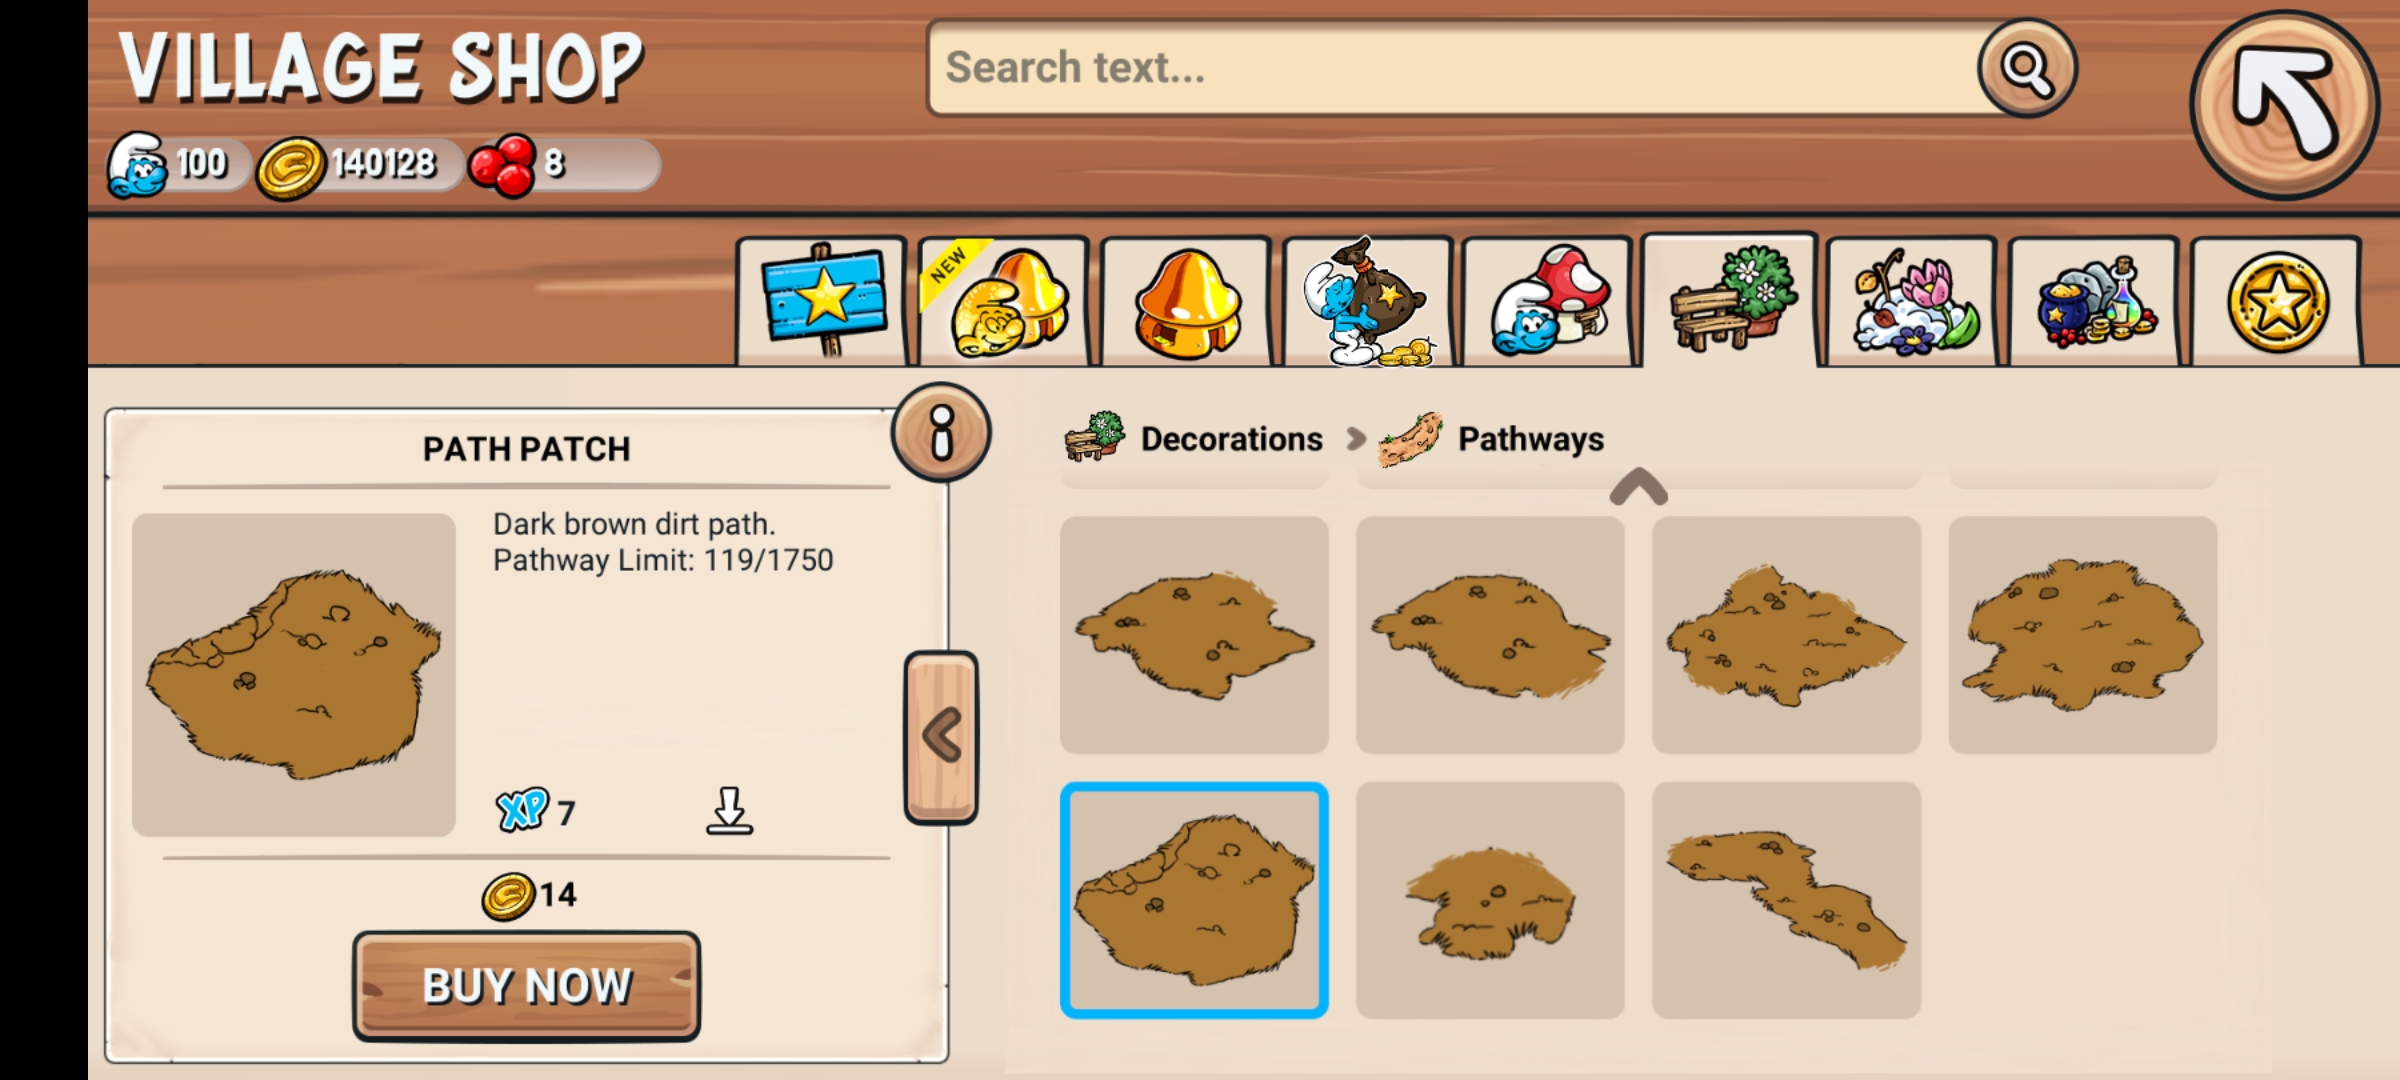 VILLAGE SHOP
Search text...
100
140128
8
NEW
Decorations
Pathways
PATH PATCH
Dark brown dirt path.
Pathway Limit: 119/1750
XP 7
14
BUY NOW